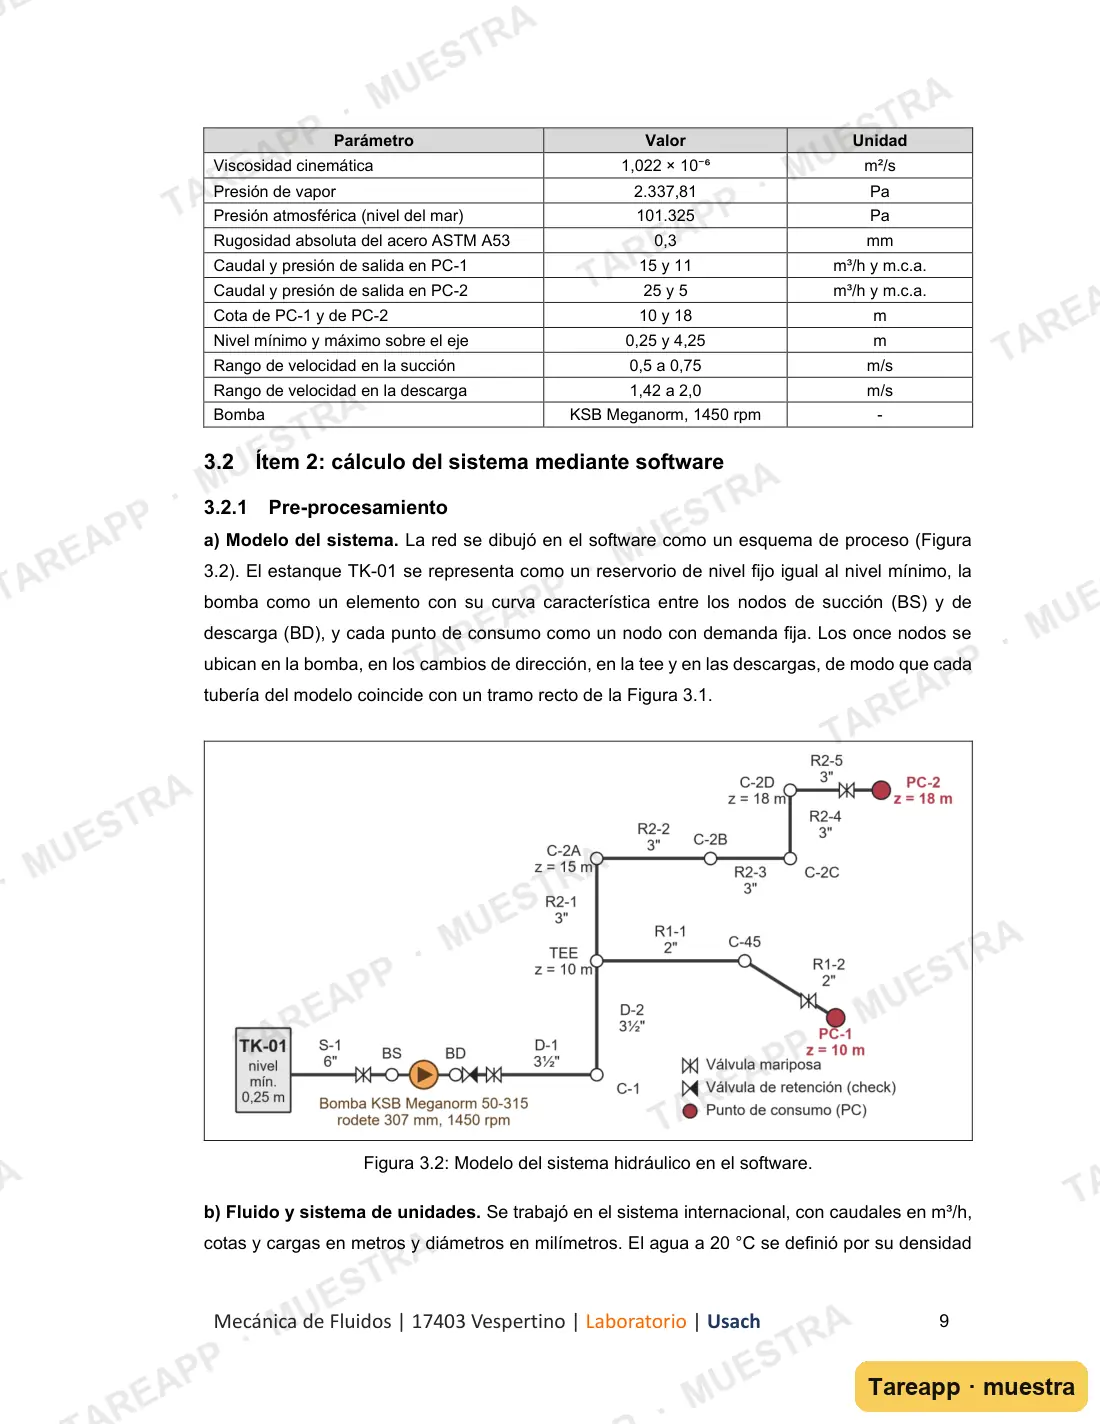 Parámetro Valor Unidad
Viscosidad cinemática 1,022 × 10⁻⁶ m²/s
Presión de vapor 2.337,81 Pa
Presión atmosférica (nivel del mar) 101.325 Pa
Rugosidad absoluta del acero ASTM A53 0,3 mm
Caudal y presión de salida en PC-1 15 y 11 m³/h y m.c.a.
Caudal y presión de salida en PC-2 25 y 5 m³/h y m.c.a.
Cota de PC-1 y de PC-2 10 y 18 m
Nivel mínimo y máximo sobre el eje 0,25 y 4,25 m
Rango de velocidad en la succión 0,5 a 0,75 m/s
Rango de velocidad en la descarga 1,42 a 2,0 m/s
Bomba KSB Meganorm, 1450 rpm -
3.2 Ítem 2: cálculo del sistema mediante software
3.2.1 Pre-procesamiento
a) Modelo del sistema. La red se dibujó en el software como un esquema de proceso (Figura
3.2). El estanque TK-01 se representa como un reservorio de nivel fijo igual al nivel mínimo, la
bomba como un elemento con su curva característica entre los nodos de succión (BS) y de
descarga (BD), y cada punto de consumo como un nodo con demanda fija. Los once nodos se
ubican en la bomba, en los cambios de dirección, en la tee y en las descargas, de modo que cada
tubería del modelo coincide con un tramo recto de la Figura 3.1.
R2-5
3"
C-2D
z = 18 m
PC-2
z = 18 m
R2-4
3"
R2-2
3"
C-2B
C-2A
z = 15 m
R2-3
3"
C-2C
R2-1
3"
R1-1
2"
C-45
TEE
z = 10 m
R1-2
2"
D-2
3½"
PC-1
z = 10 m
TK-01
nivel
mín.
0,25 m
S-1
6"
BS
BD
D-1
3½"
C-1
Bomba KSB Meganorm 50-315
rodete 307 mm, 1450 rpm
Válvula mariposa
Válvula de retención (check)
Punto de consumo (PC)
Figura 3.2: Modelo del sistema hidráulico en el software.
b) Fluido y sistema de unidades. Se trabajó en el sistema internacional, con caudales en m³/h,
cotas y cargas en metros y diámetros en milímetros. El agua a 20 °C se definió por su densidad
Mecánica de Fluidos | 17403 Vespertino | Laboratorio | Usach 9
Tareapp · muestra
TAREAPP · MUESTRA